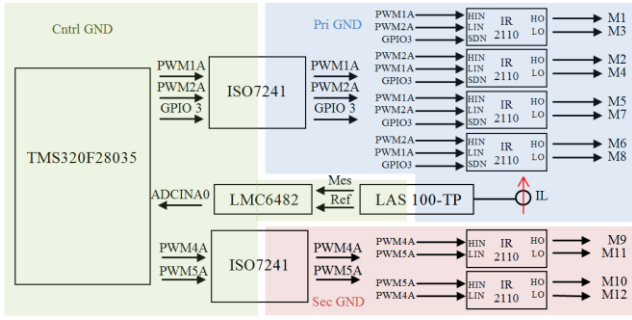 Cntrl GND
Pri GND
TMS320F28035
PWM1A
PWM2A
GPIO 3
ISO7241
PWM1A
PWM2A
GPIO 3
PWM1A
PWM2A
GPIO3
HIN
LIN
SDN
IR
2110
HO
LO
M1
M3
PWM2A
PWM1A
GPIO4
HIN
LIN
SDN
IR
2110
HO
LO
M2
M4
PWM1A
PWM2A
GPIO3
HIN
LIN
SDN
IR
2110
HO
LO
M5
M7
PWM2A
PWM1A
GPIO3
HIN
LIN
SDN
IR
2110
HO
LO
M6
M8
ADCINA0
LMC6482
Mes
Ref
LAS 100-TP
IL
PWM4A
PWM5A
ISO7241
PWM4A
PWM5A
Sec GND
PWM4A
PWM5A
HIN
LIN
IR
2110
HO
LO
M9
M11
PWM5A
PWM4A
HIN
LIN
IR
2110
HO
LO
M10
M12